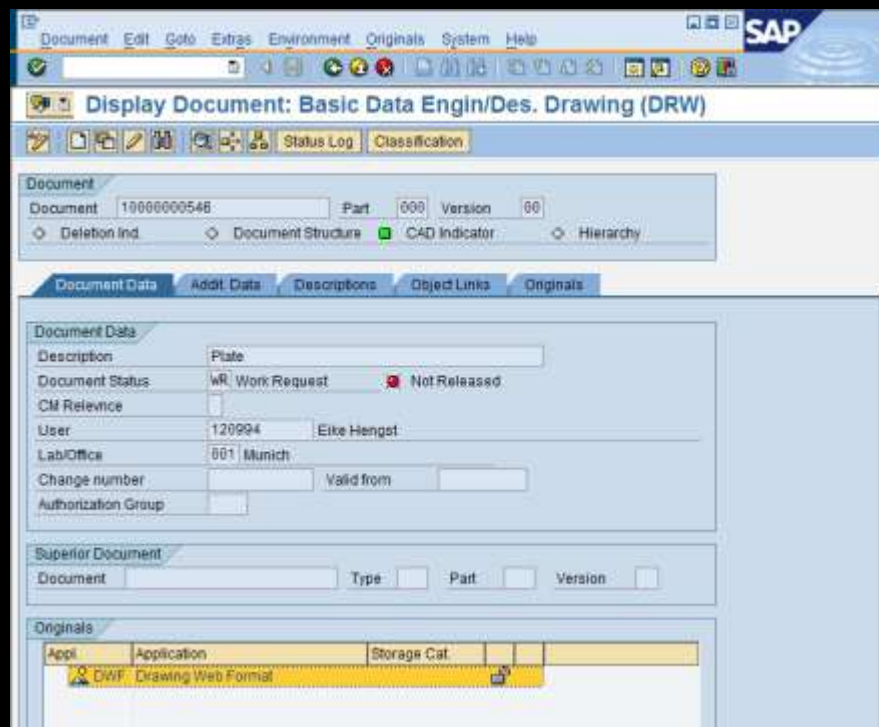 Document Edit Goto Extras Environment Originals System Help
SAP
Display Document: Basic Data Engin/Des. Drawing (DRW)
Status Log Classification
Document
Document 10000000546 Part 000 Version 00
Deletion Ind. Document Structure CAD Indicator Hierarchy
Document Data Addit. Data Descriptions Object Links Originals
Document Data
Description Plate
Document Status WR Work Request Not Released
CM Relevnce
User 120994 Eike Hengst
Lab/Office 001 Munich
Change number Valid from
Authorization Group
Superior Document
Document Type Part Version
Originals
Appl. Application Storage Cat.
DWF Drawing Web Format